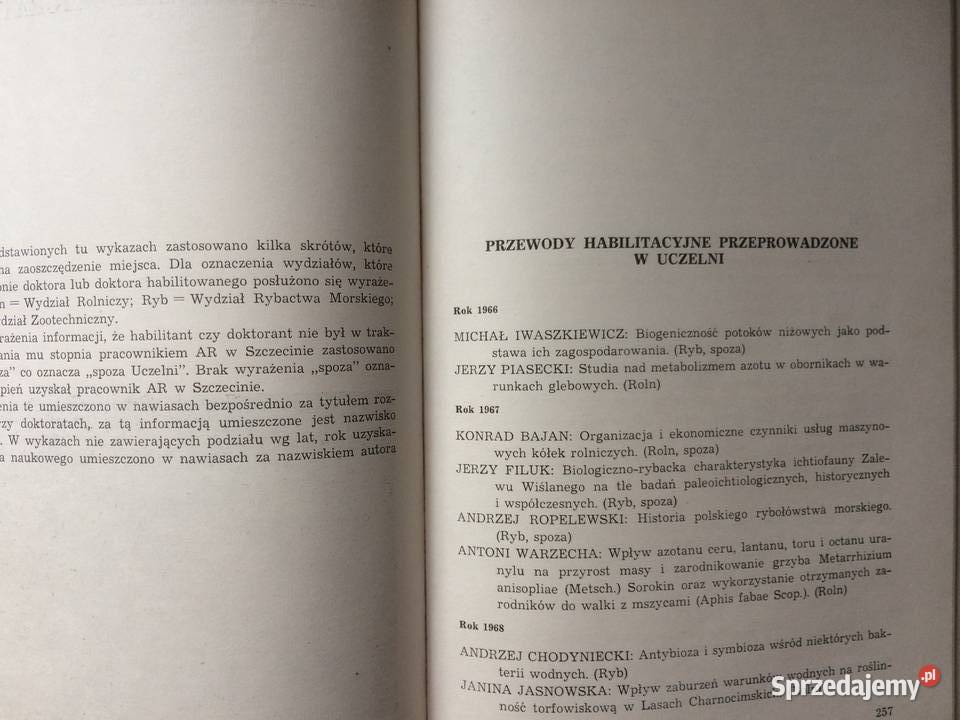 dstawionych tu wykazach zastosowano kilka skrótów, które
na zaoszczędzenie miejsca. Dla oznaczenia wydziałów, które
onie doktora lub doktora habilitowanego posłużono się wyraże-
n = Wydział Rolniczy; Ryb = Wydział Rybactwa Morskiego;
dział Zootechniczny.
rażenia informacji, że habilitant czy doktorant nie był w trak-
ania mu stopnia pracownikiem AR w Szczecinie zastosowano
za" co oznacza „spoza Uczelni". Brak wyrażenia „spoza" ozna-
pień uzyskał pracownik AR w Szczecinie.
enia te umieszczono w nawiasach bezpośrednio za tytułem roz-
rzy doktoratach, za tą informacją umieszczone jest nazwisko
. W wykazach nie zawierających podziału wg lat, rok uzyska-
a naukowego umieszczono w nawiasach za nazwiskiem autora
PRZEWODY HABILITACYJNE PRZEPROWADZONE
W UCZELNI
Rok 1966
MICHAŁ IWASZKIEWICZ: Biogeniczność potoków niżowych jako pod-
stawa ich zagospodarowania. (Ryb, spoza)
JERZY PIASECKI: Studia nad metabolizmem azotu w obornikach w wa-
runkach glebowych. (Roln)
Rok 1967
KONRAD BAJAN: Organizacja i ekonomiczne czynniki usług maszyno-
wych kółek rolniczych. (Roln, spoza)
JERZY FILUK: Biologiczno-rybacka charakterystyka ichtiofauny Zale-
wu Wiślanego na tle badań paleoichtiologicznych, historycznych
i współczesnych. (Ryb, spoza)
ANDRZEJ ROPELEWSKI: Historia polskiego rybołówstwa morskiego.
(Ryb, spoza)
ANTONI WARZECHA: Wpływ azotanu ceru, lantanu, toru i octanu ura-
nylu na przyrost masy i zarodnikowanie grzyba Metarrhizium
anisopliae (Metsch.) Sorokin oraz wykorzystanie otrzymanych za-
rodników do walki z mszycami (Aphis fabae Scop.). (Roln)
Rok 1968
ANDRZEJ CHODYNIECKI: Antybioza i symbioza wśród niektórych bak-
terii wodnych. (Ryb)
JANINA JASNOWSKA: Wpływ zaburzeń warunków wodnych na roślin-
ność torfowiskową w Lasach Charnocimskich
257
Sprzedajemy.pl